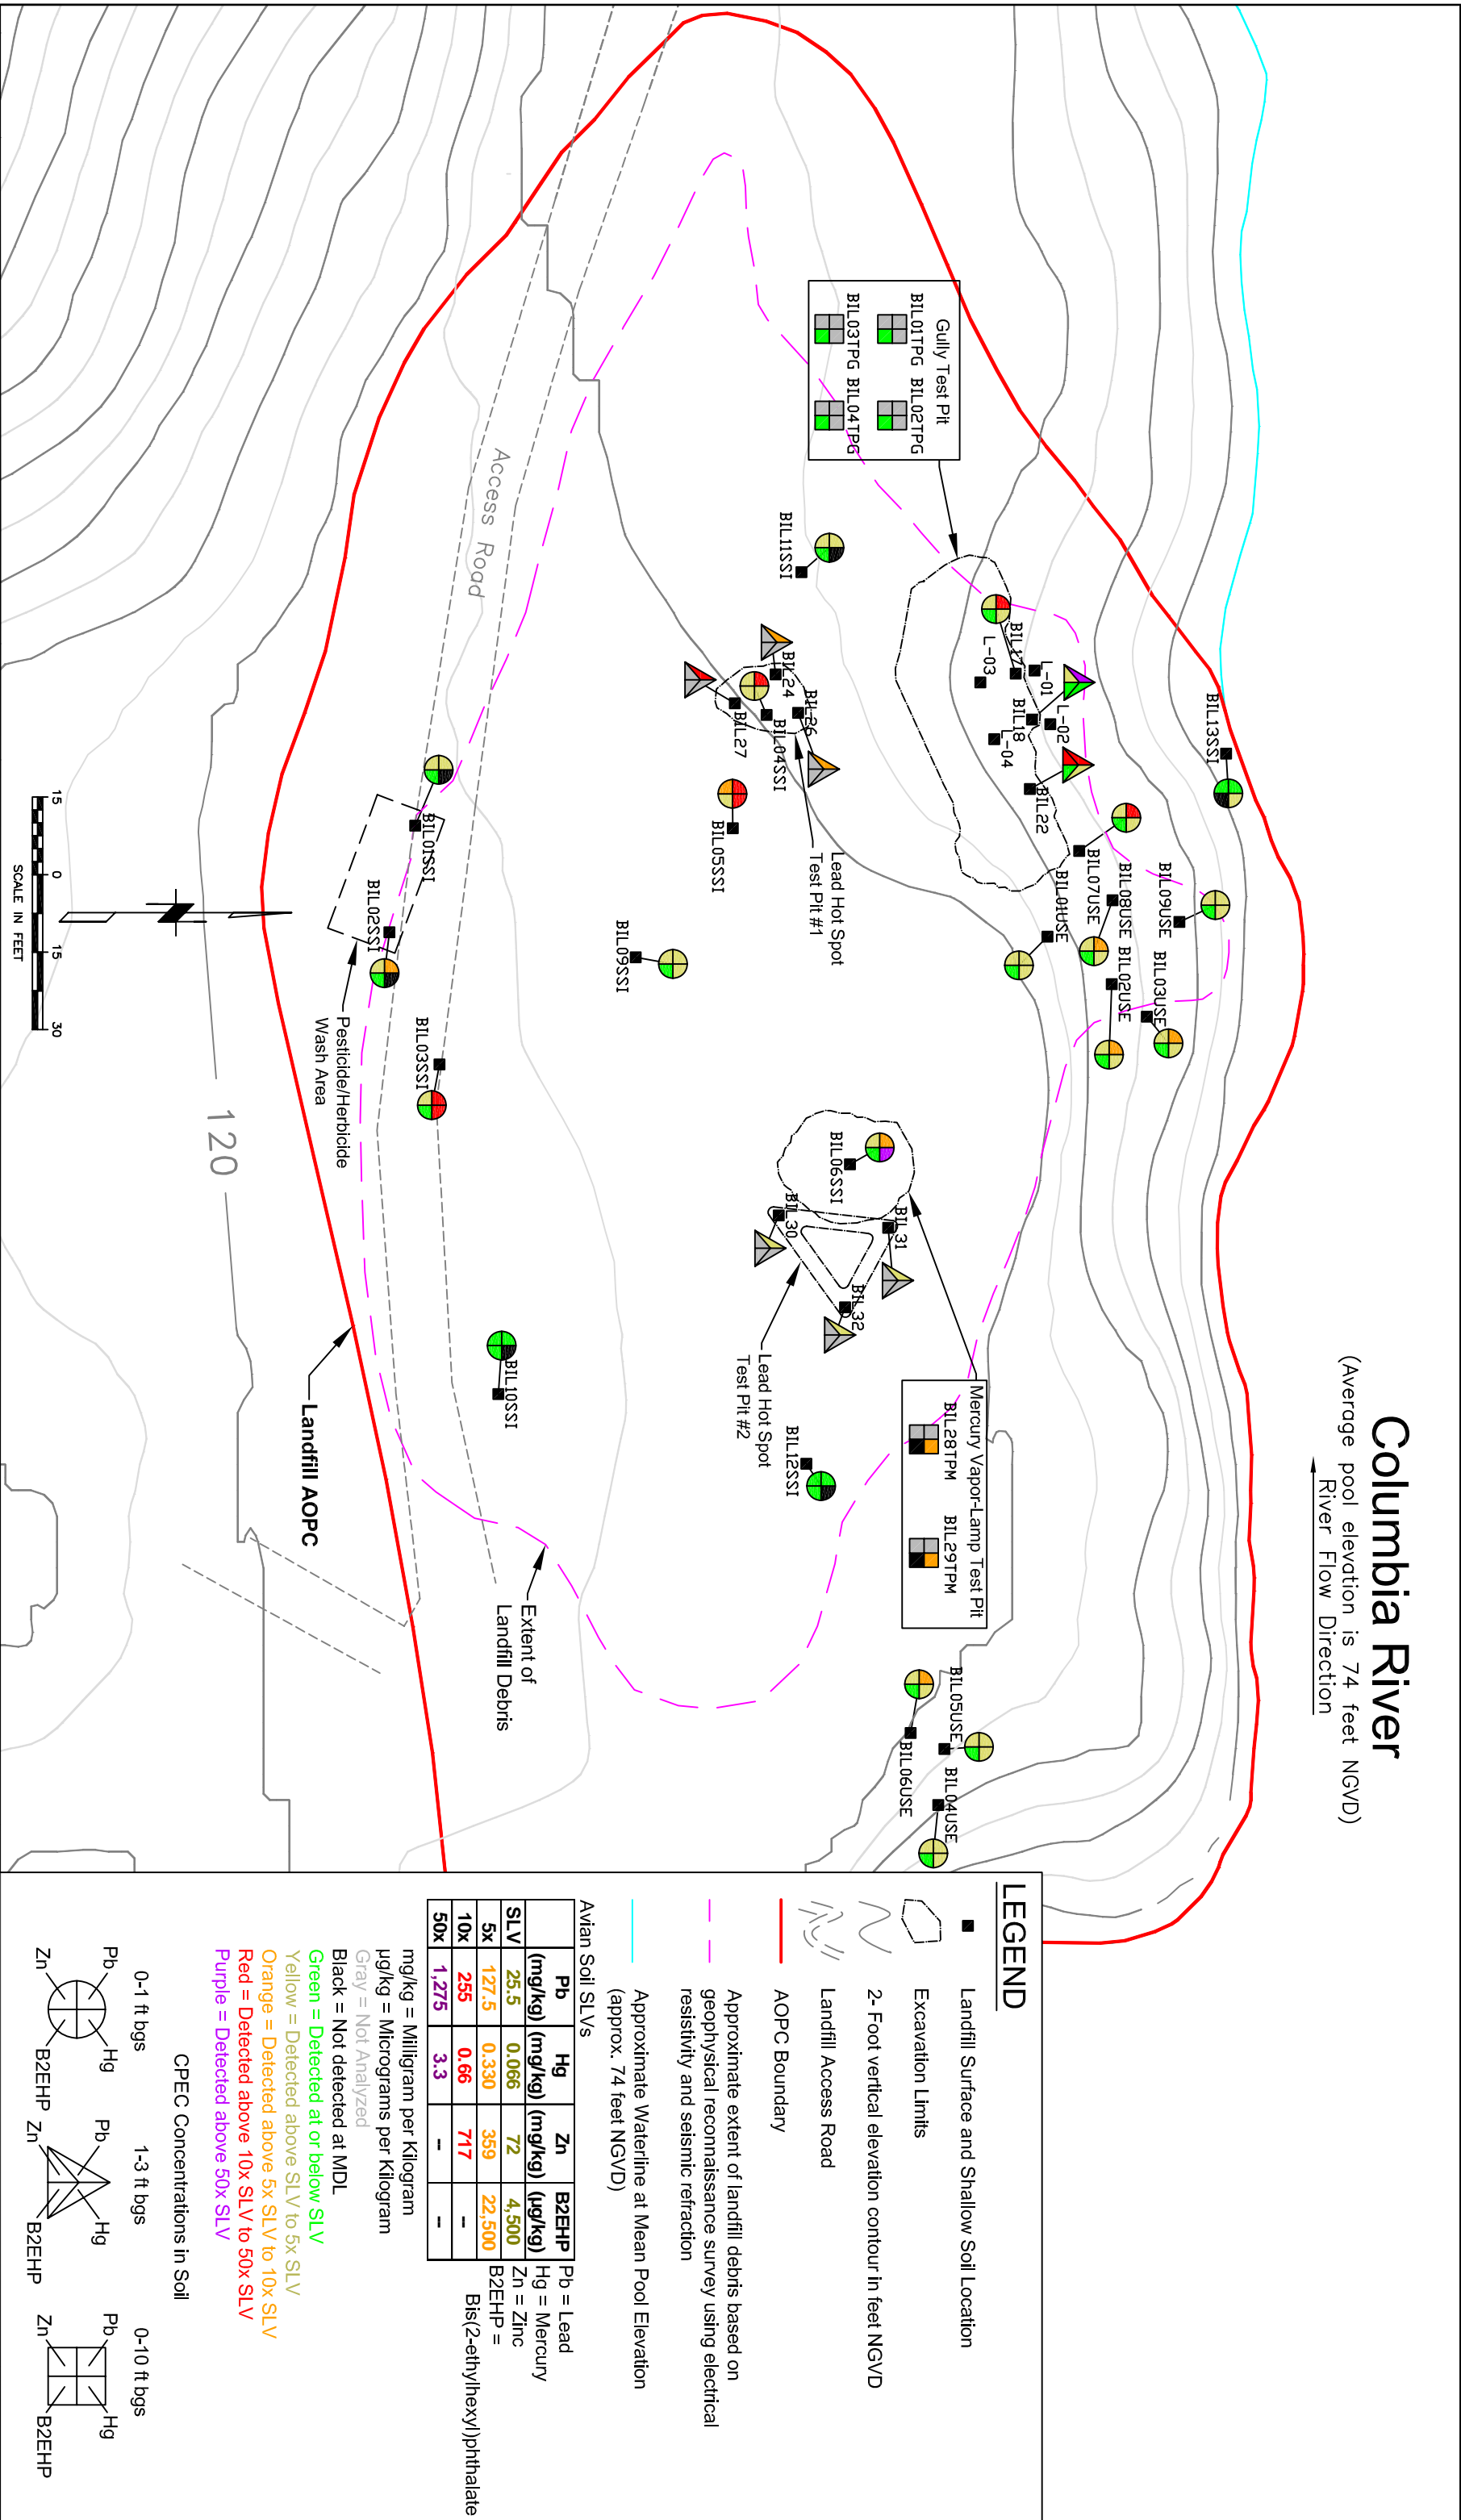 Columbia River
(Average pool elevation is 74 feet NGVD)
River Flow Direction
BIL13SSI
BIL09USE
BIL03USE
BIL08USE
BIL02USE
BIL07USE
BIL01USE
L-01
L-02
BIL17
BIL18
BIL22
L-03
L-04
Gully Test Pit
BIL01TPG
BIL02TPG
BIL03TPG
BIL04TPG
BIL11SSI
BIL24
BIL26
BIL04SSI
BIL27
BIL05SSI
Lead Hot Spot
Test Pit #1
BIL09SSI
BIL06SSI
BIL31
BIL30
BIL32
Lead Hot Spot
Test Pit #2
Mercury Vapor-Lamp Test Pit
BIL28TPM
BIL29TPM
BIL12SSI
BIL05USE
BIL04USE
BIL06USE
Access Road
BIL01SSI
BIL02SSI
BIL03SSI
BIL10SSI
Pesticide/Herbicide
Wash Area
Extent of
Landfill Debris
Landfill AOPC
120
15 0 15 30
SCALE IN FEET
LEGEND
Landfill Surface and Shallow Soil Location
Excavation Limits
2- Foot vertical elevation contour in feet NGVD
Landfill Access Road
AOPC Boundary
Approximate extent of landfill debris based on
geophysical reconnaissance survey using electrical
resistivity and seismic refraction
Approximate Waterline at Mean Pool Elevation
(approx. 74 feet NGVD)
Avian Soil SLVs
Pb Hg Zn B2EHP
(mg/kg) (mg/kg) (mg/kg) (µg/kg)
SLV 25.5 0.066 72 4,500
5x 127.5 0.330 359 22,500
10x 255 0.66 717 --
50x 1,275 3.3 -- --
Pb = Lead
Hg = Mercury
Zn = Zinc
B2EHP =
Bis(2-ethylhexyl)phthalate
mg/kg = Milligram per Kilogram
µg/kg = Micrograms per Kilogram
Gray = Not Analyzed
Black = Not detected at MDL
Green = Detected at or below SLV
Yellow = Detected above SLV to 5x SLV
Orange = Detected above 5x SLV to 10x SLV
Red = Detected above 10x SLV to 50x SLV
Purple = Detected above 50x SLV
CPEC Concentrations in Soil
0-1 ft bgs
Pb Hg
Zn B2EHP
1-3 ft bgs
Pb Hg
Zn B2EHP
0-10 ft bgs
Pb Hg
Zn B2EHP